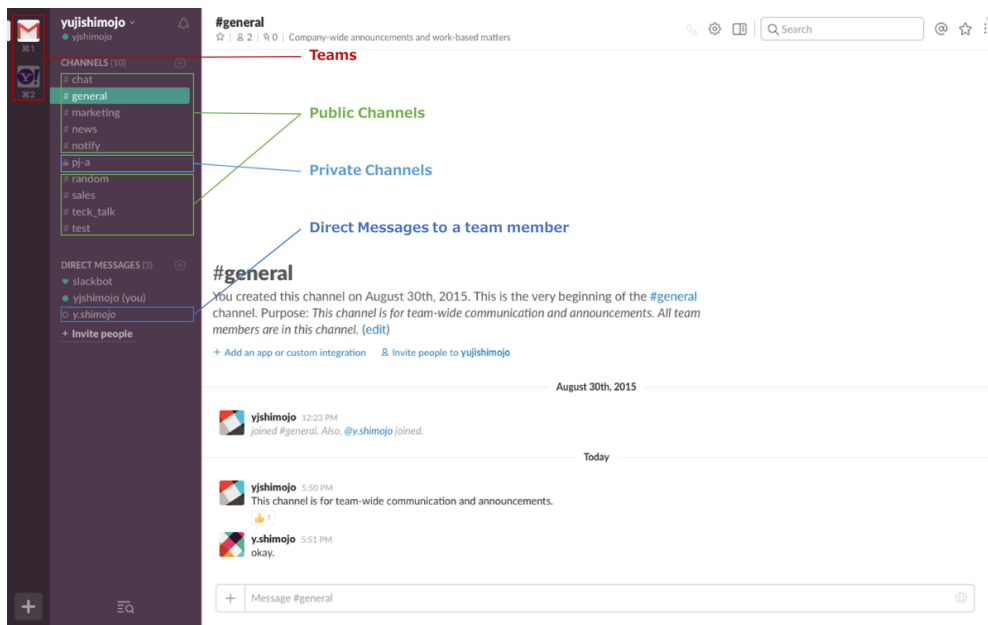 ⌘1
⌘2
yujishimojo
yjshimojo
CHANNELS (10)
# chat
# general
# marketing
# news
# notify
pj-a
# random
# sales
# teck_talk
# test
DIRECT MESSAGES (3)
slackbot
yjshimojo (you)
y.shimojo
+ Invite people
#general
2 | 0 | Company-wide announcements and work-based matters
Search
Teams
Public Channels
Private Channels
Direct Messages to a team member
#general
You created this channel on August 30th, 2015. This is the very beginning of the #general
channel. Purpose: This channel is for team-wide communication and announcements. All team
members are in this channel. (edit)
+ Add an app or custom integration Invite people to yujishimojo
August 30th, 2015
yjshimojo 12:23 PM
joined #general. Also, @y.shimojo joined.
Today
yjshimojo 5:50 PM
This channel is for team-wide communication and announcements.
1
y.shimojo 5:51 PM
okay.
+ Message #general